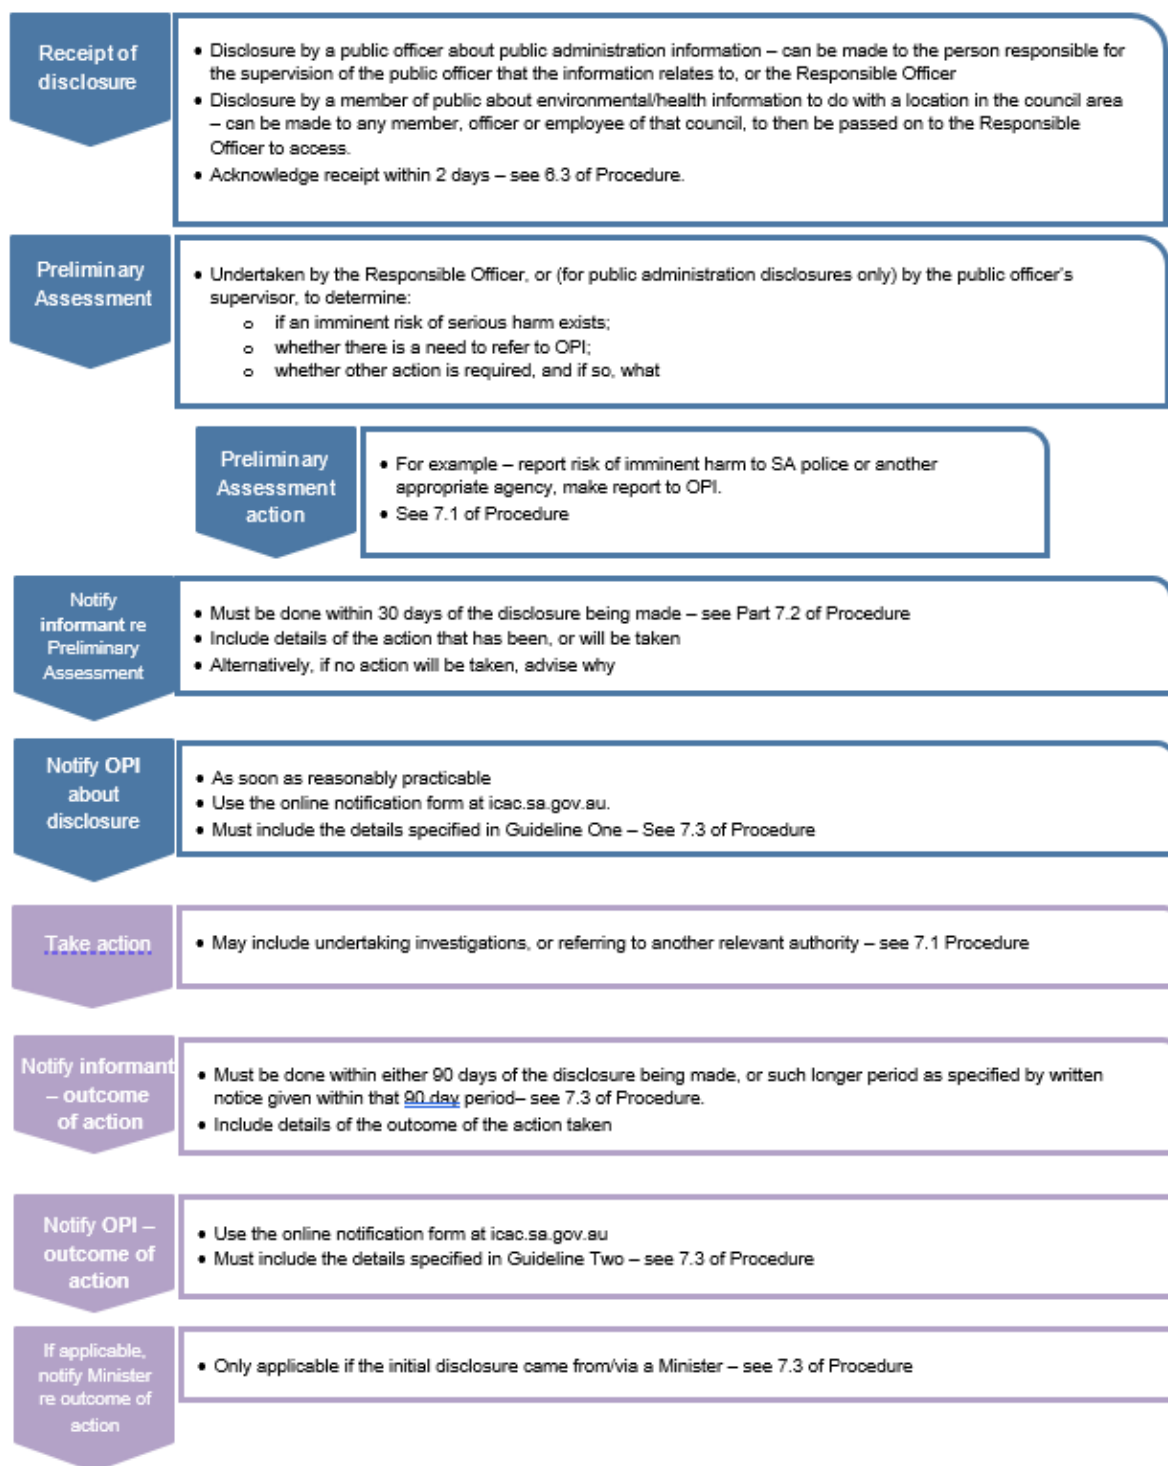 Receipt of
disclosure
• Disclosure by a public officer about public administration information – can be made to the person responsible for
the supervision of the public officer that the information relates to, or the Responsible Officer
• Disclosure by a member of public about environmental/health information to do with a location in the council area
– can be made to any member, officer or employee of that council, to then be passed on to the Responsible
Officer to access.
• Acknowledge receipt within 2 days – see 6.3 of Procedure.
Preliminary
Assessment
• Undertaken by the Responsible Officer, or (for public administration disclosures only) by the public officer's
supervisor, to determine:
o if an imminent risk of serious harm exists;
o whether there is a need to refer to OPI;
o whether other action is required, and if so, what
Preliminary
Assessment
action
• For example – report risk of imminent harm to SA police or another
appropriate agency, make report to OPI.
• See 7.1 of Procedure
Notify
informant re
Preliminary
Assessment
• Must be done within 30 days of the disclosure being made – see Part 7.2 of Procedure
• Include details of the action that has been, or will be taken
• Alternatively, if no action will be taken, advise why
Notify OPI
about
disclosure
• As soon as reasonably practicable
• Use the online notification form at icac.sa.gov.au.
• Must include the details specified in Guideline One – See 7.3 of Procedure
Take action
• May include undertaking investigations, or referring to another relevant authority – see 7.1 Procedure
Notify informant
– outcome
of action
• Must be done within either 90 days of the disclosure being made, or such longer period as specified by written
notice given within that 90 day period– see 7.3 of Procedure.
• Include details of the outcome of the action taken
Notify OPI –
outcome of
action
• Use the online notification form at icac.sa.gov.au
• Must include the details specified in Guideline Two – see 7.3 of Procedure
If applicable,
notify Minister
re outcome of
action
• Only applicable if the initial disclosure came from/via a Minister – see 7.3 of Procedure